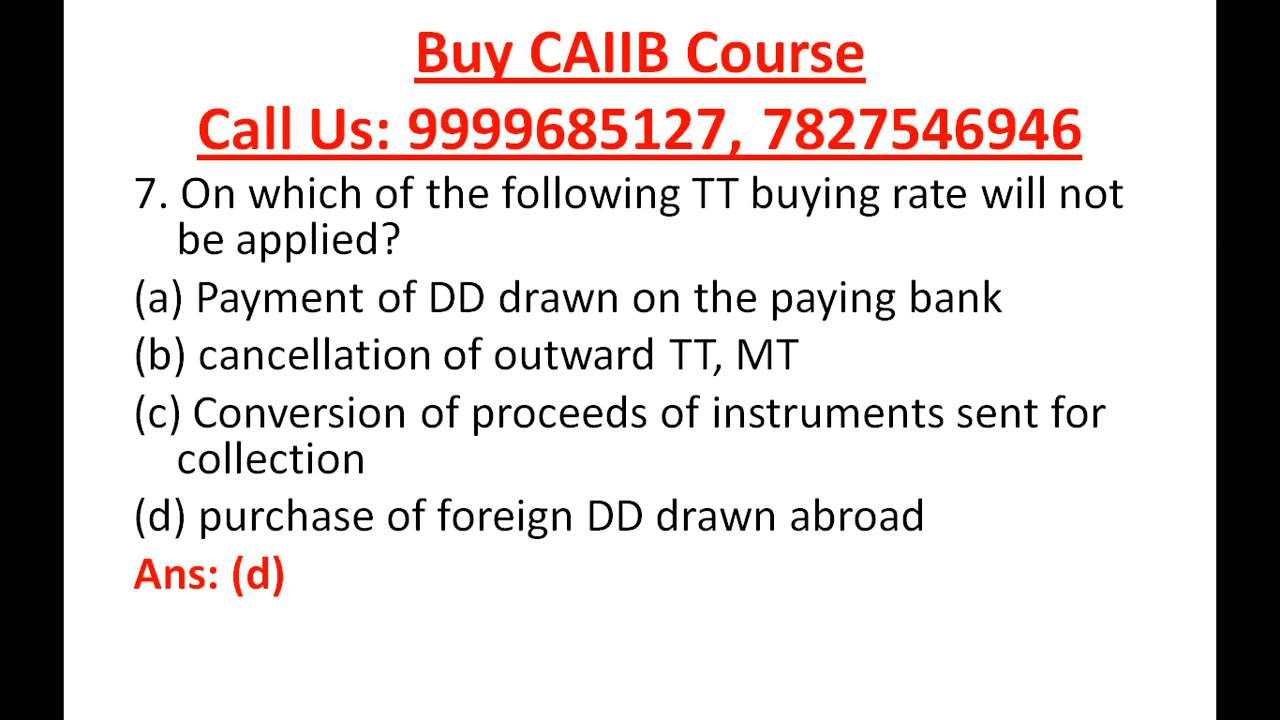 Buy CAIIB Course
Call Us: 9999685127, 7827546946
7. On which of the following TT buying rate will not
be applied?
(a) Payment of DD drawn on the paying bank
(b) cancellation of outward TT, MT
(c) Conversion of proceeds of instruments sent for
collection
(d) purchase of foreign DD drawn abroad
Ans: (d)